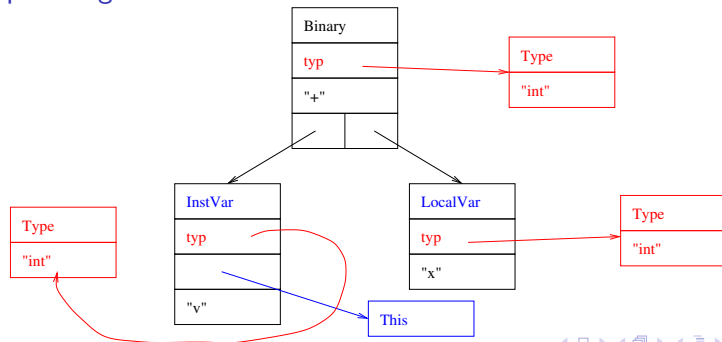 Binary
typ
"+"
Type
"int"
InstVar
typ
"v"
LocalVar
typ
"x"
Type
"int"
Type
"int"
This